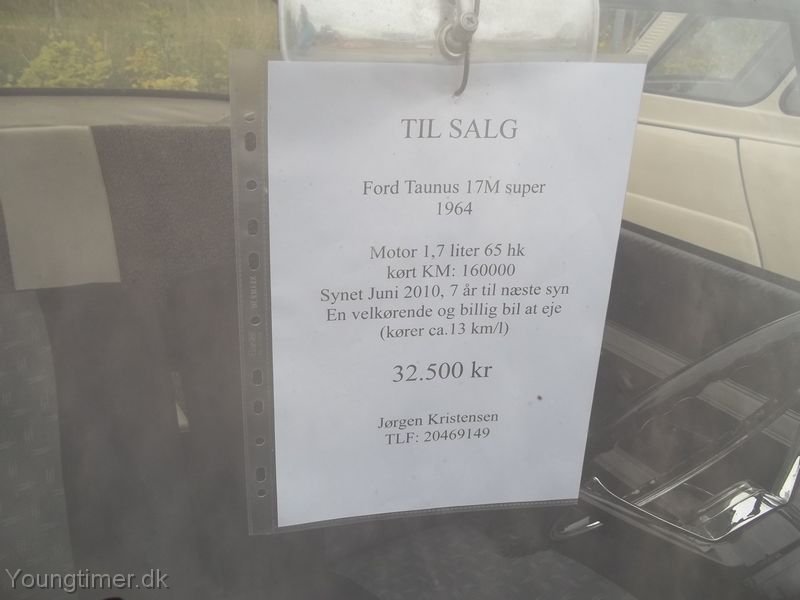 TIL SALG
Ford Taunus 17M super
1964
Motor 1,7 liter 65 hk
kørt KM: 160000
Synet Juni 2010, 7 år til næste syn
En velkørende og billig bil at eje
(kører ca.13 km/l)
32.500 kr
Jørgen Kristensen
TLF: 20469149
Youngtimer.dk